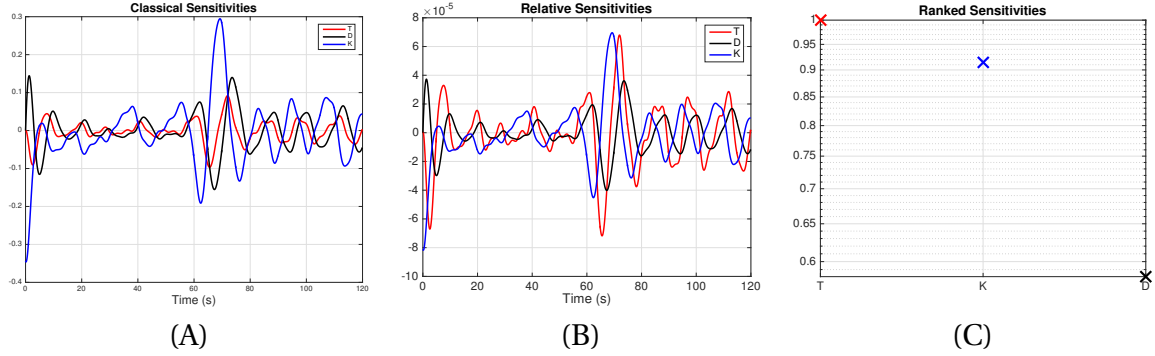 Classical Sensitivities
T
D
K
0.3
0.2
0.1
0
-0.1
-0.2
-0.3
-0.4
0 20 40 60 80 100 120
Time (s)
(A)
×10-5
Relative Sensitivities
T
D
K
8
6
4
2
0
-2
-4
-6
-8
-10
0 20 40 60 80 100 120
Time (s)
(B)
Ranked Sensitivities
1
0.95
0.9
0.85
0.8
0.75
0.7
0.65
0.6
T K D
(C)